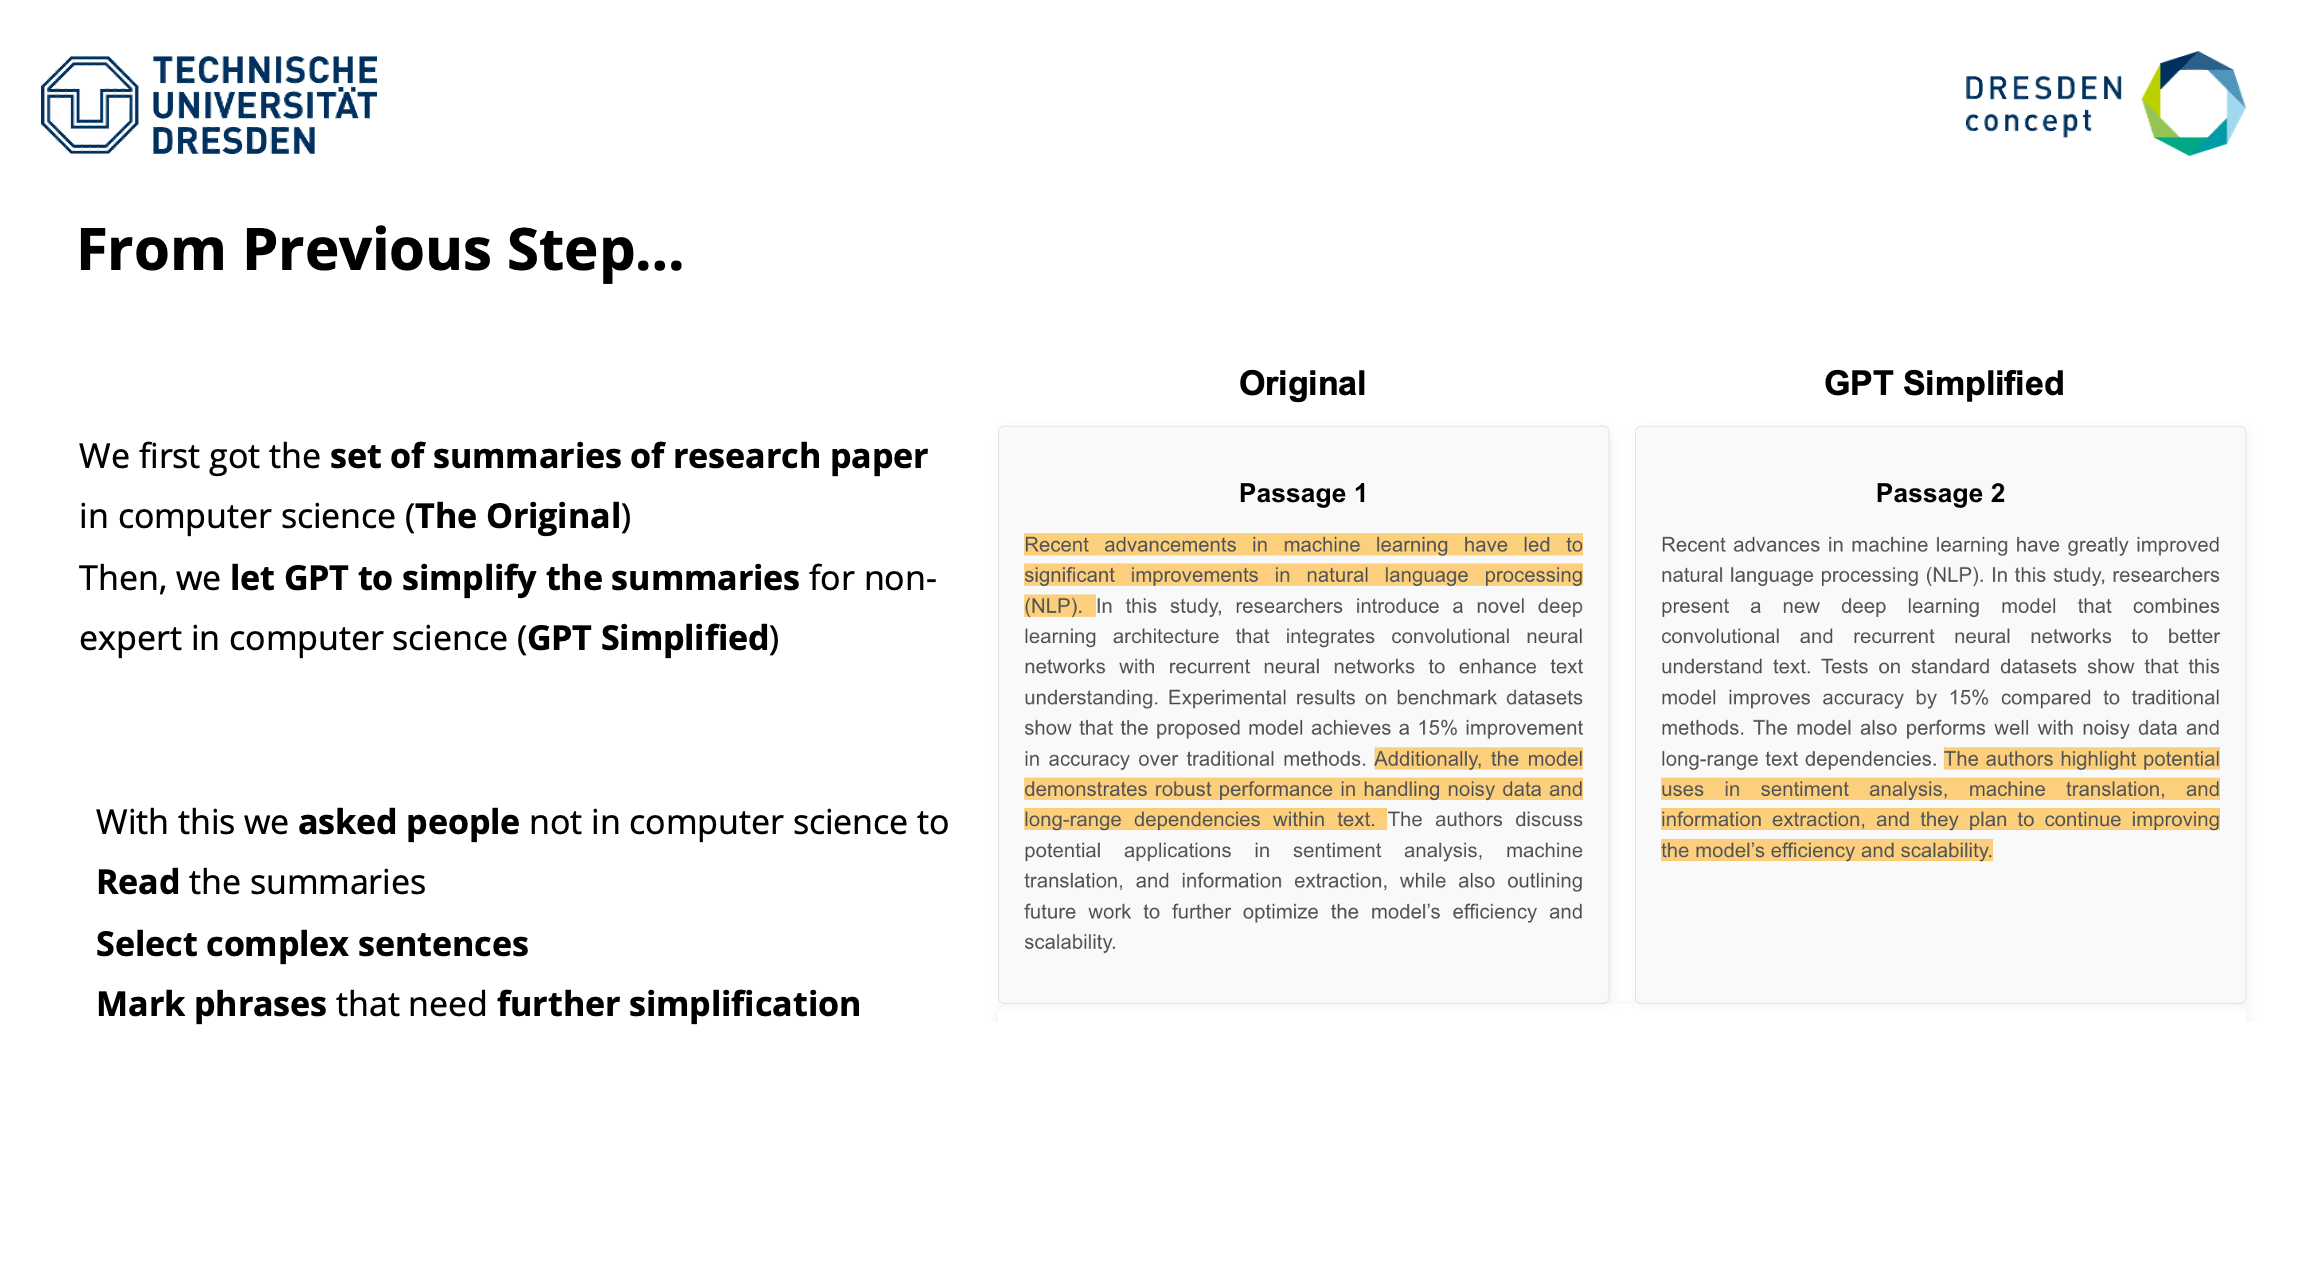 TECHNISCHE
UNIVERSITÄT
DRESDEN
DRESDEN
concept
From Previous Step...
We first got the set of summaries of research paper
in computer science (The Original)
Then, we let GPT to simplify the summaries for non-
expert in computer science (GPT Simplified)
With this we asked people not in computer science to
Read the summaries
Select complex sentences
Mark phrases that need further simplification
Original
Passage 1
Recent advancements in machine learning have led to
significant improvements in natural language processing
(NLP). In this study, researchers introduce a novel deep
learning architecture that integrates convolutional neural
networks with recurrent neural networks to enhance text
understanding. Experimental results on benchmark datasets
show that the proposed model achieves a 15% improvement
in accuracy over traditional methods. Additionally, the model
demonstrates robust performance in handling noisy data and
long-range dependencies within text. The authors discuss
potential applications in sentiment analysis, machine
translation, and information extraction, while also outlining
future work to further optimize the model’s efficiency and
scalability.
GPT Simplified
Passage 2
Recent advances in machine learning have greatly improved
natural language processing (NLP). In this study, researchers
present a new deep learning model that combines
convolutional and recurrent neural networks to better
understand text. Tests on standard datasets show that this
model improves accuracy by 15% compared to traditional
methods. The model also performs well with noisy data and
long-range text dependencies. The authors highlight potential
uses in sentiment analysis, machine translation, and
information extraction, and they plan to continue improving
the model’s efficiency and scalability.